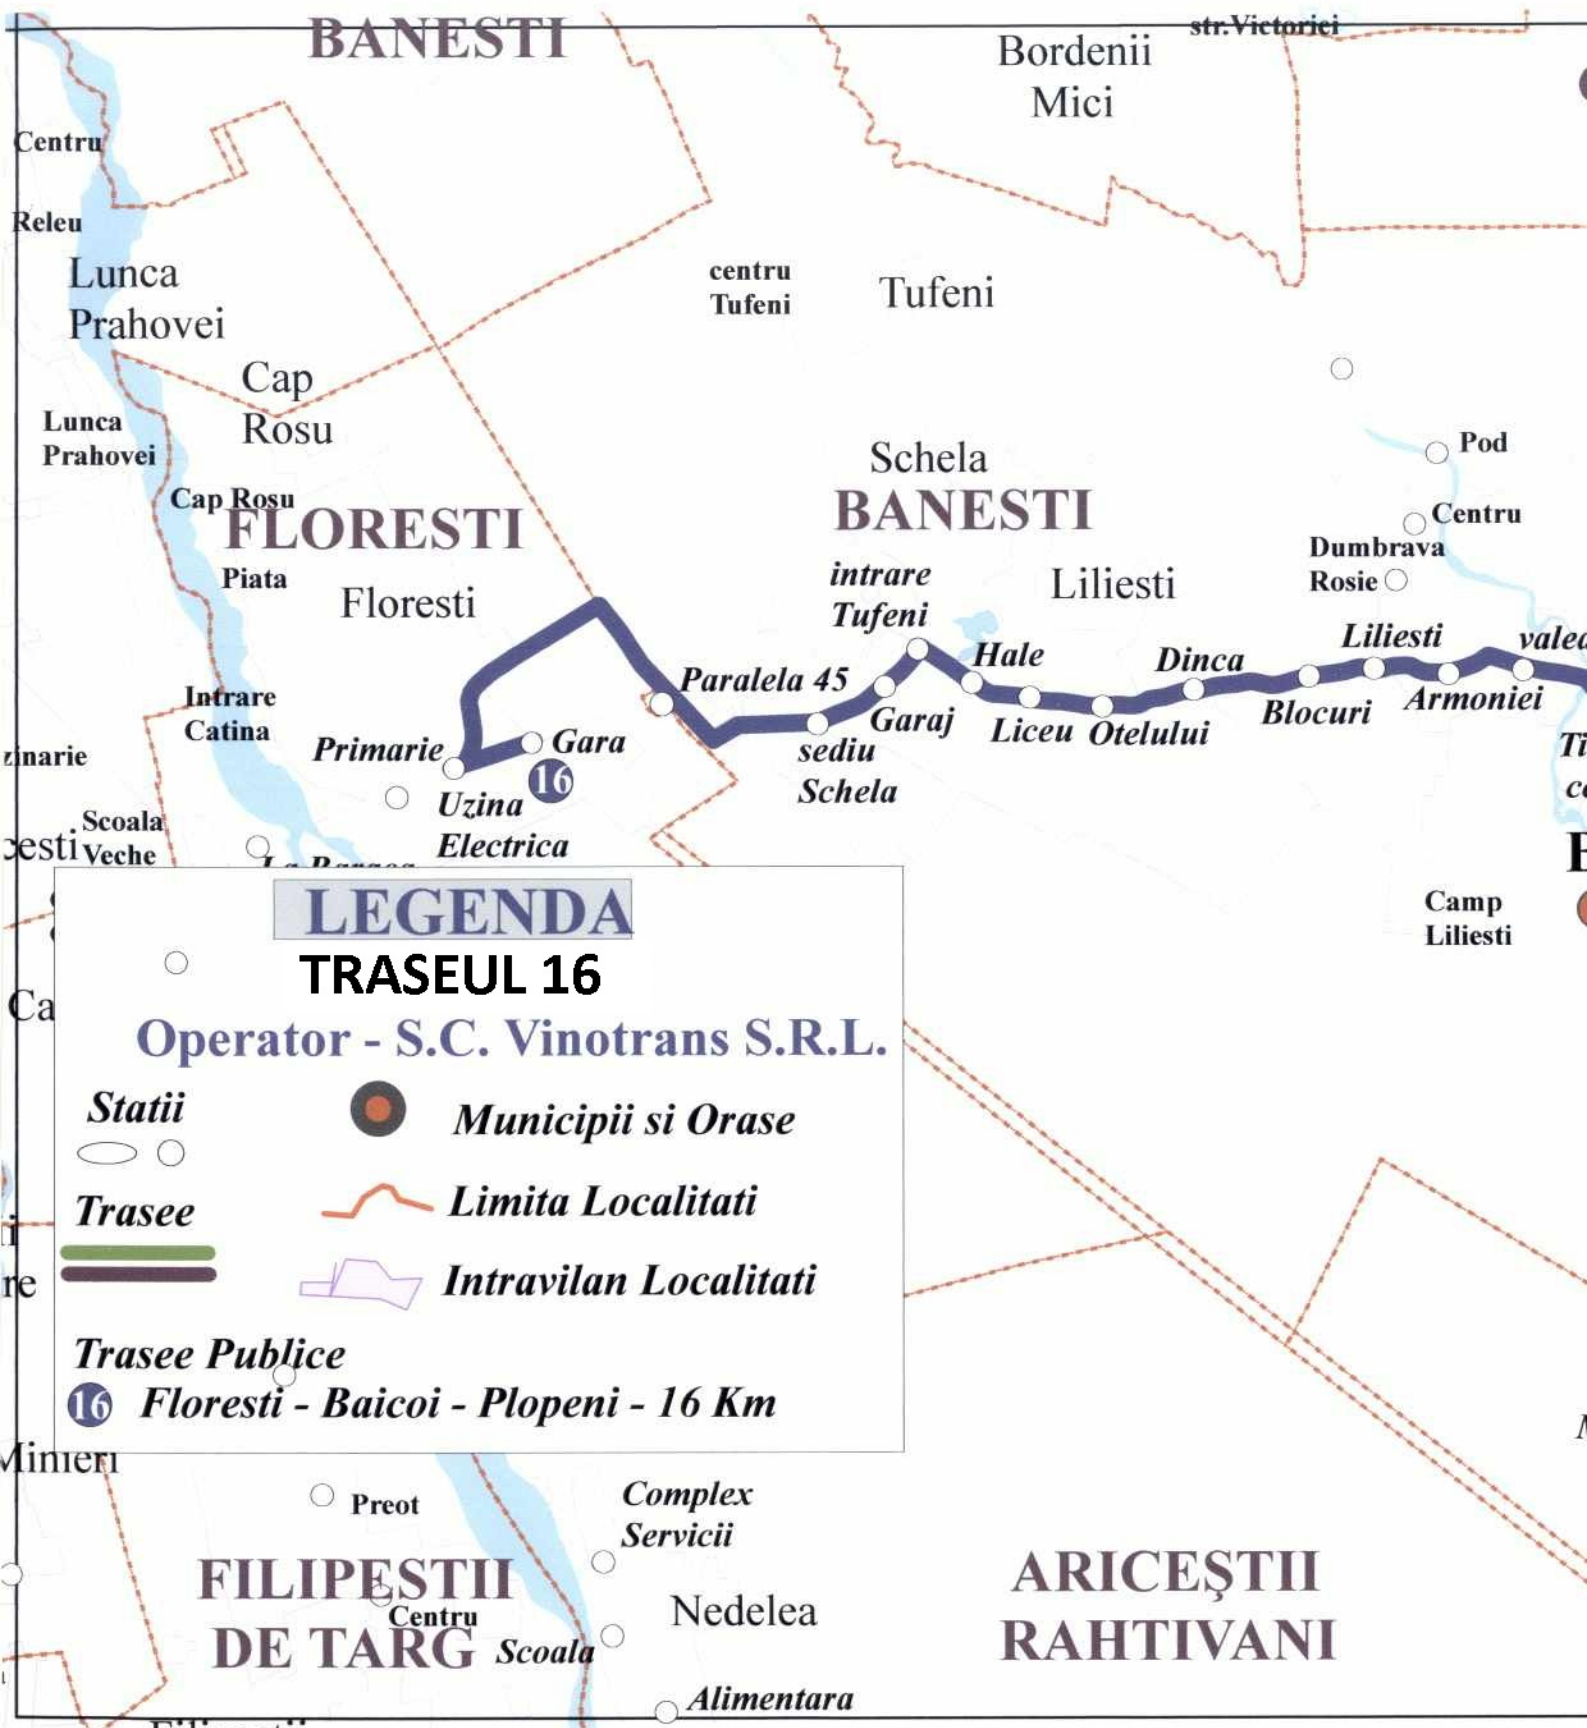 BANESTI
str.Victoriei
Bordenii
Mici
Centru
Releu
Lunca
Prahovei
centru
Tufeni
Tufeni
Cap
Rosu
Lunca
Prahovei
Cap Rosu
FLORESTI
Schela
BANESTI
Pod
Centru
Dumbrava
Rosie
Piata
Floresti
intrare
Tufeni
Liliesti
Liliesti
Hale
Dinca
Paralela 45
Intrare
Catina
Garaj
Liceu
Otelului
Blocuri
Armoniei
Primarie
Gara
16
sediu
Schela
Uzina
Electrica
Scoala
Veche
Camp
Liliesti
LEGENDA
TRASEUL 16
Operator - S.C. Vinotrans S.R.L.
Statii
Municipii si Orase
Trasee
Limita Localitati
Intravilan Localitati
Trasee Publice
16 Floresti - Baicoi - Plopeni - 16 Km
Preot
Complex
Servicii
FILIPESTII
DE TARG
Centru
Scoala
Nedelea
Alimentara
ARICEŞTII
RAHTIVANI